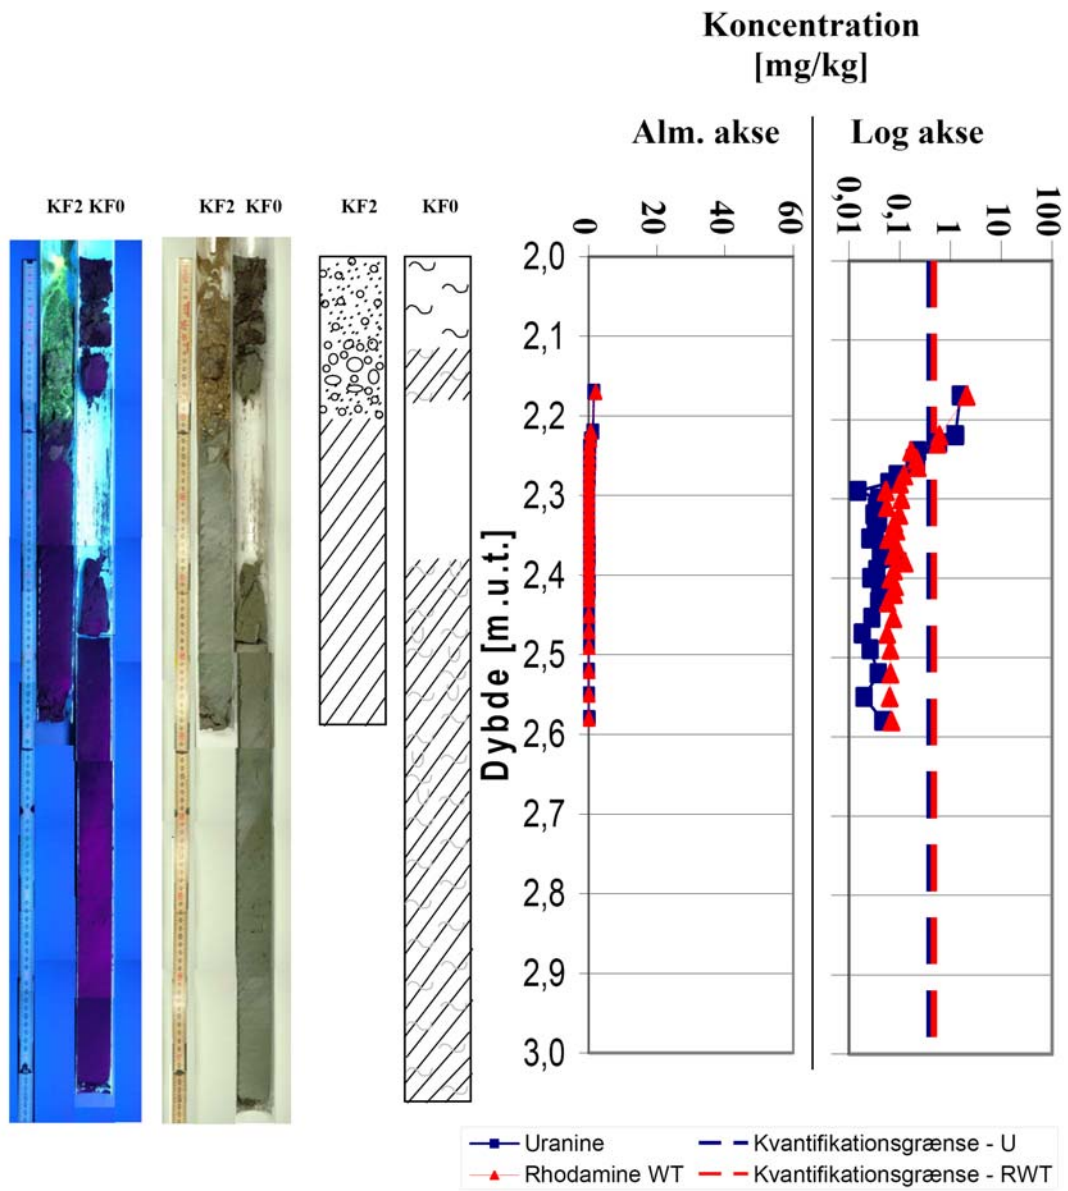 Koncentration
[mg/kg]
Alm. akse
Log akse
KF2 KF0
KF2 KF0
KF2
KF0
0
20
40
60
0,01
0,1
1
10
100
Dybde [m.u.t.]
2,0
2,1
2,2
2,3
2,4
2,5
2,6
2,7
2,8
2,9
3,0
Uranine
Kvantifikationsgrænse - U
Rhodamine WT
Kvantifikationsgrænse - RWT